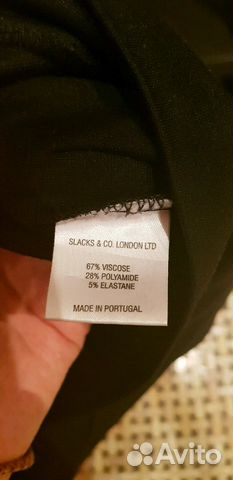 SLACKS & CO. LONDON LTD
67% VISCOSE
28% POLYAMIDE
5% ELASTANE
MADE IN PORTUGAL
Avito